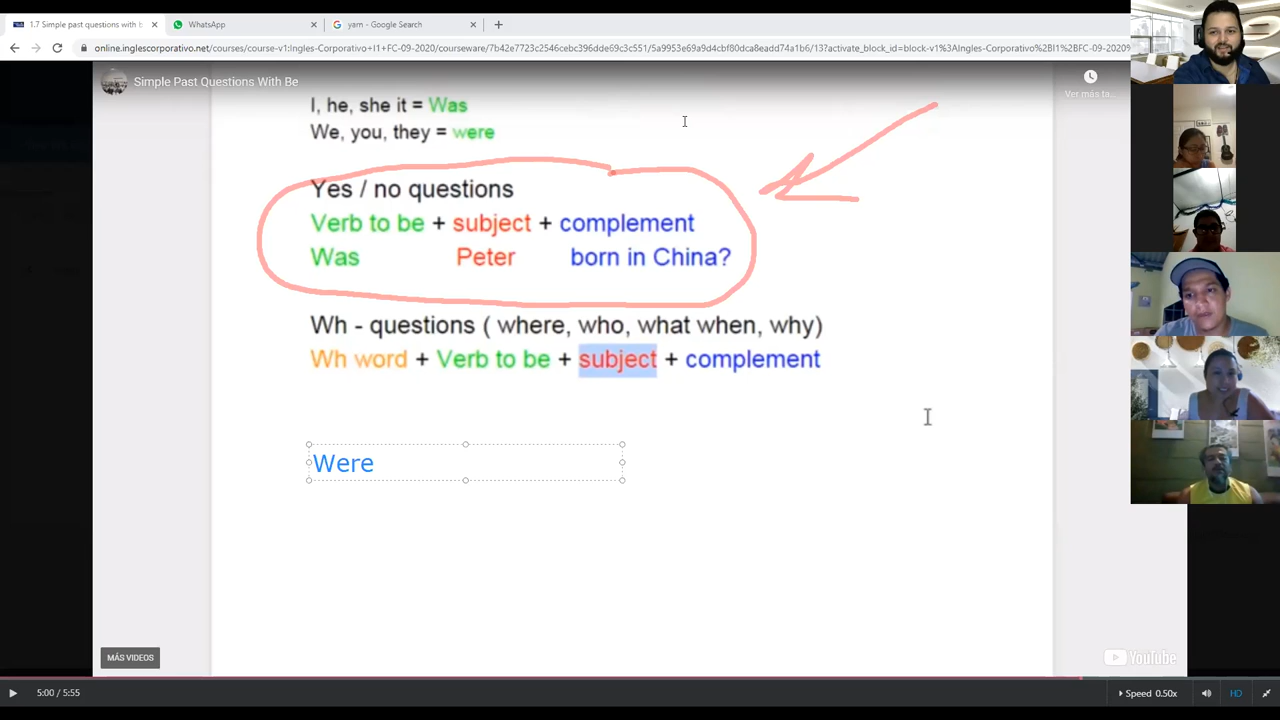 1.7 Simple past questions with b
WhatsApp
yarn - Google Search
online.inglescorporativo.net/courses/course-v1:Ingles-Corporativo+I1+FC-09-2020/courseware/7b42e7723c2546cebc396dde69c3c551/5a9953e69a9d4cbf80dca8eadd74a1b6/13?activate_block_id=block-v1%3AIngles-Corporativo%2BI1%2BFC-09-2020%
Simple Past Questions With Be
Ver más ta...
I, he, she it = Was
We, you, they = were
Yes / no questions
Verb to be + subject + complement
Was Peter born in China?
Wh - questions ( where, who, what when, why)
Wh word + Verb to be + subject + complement
Were
MÁS VIDEOS
YouTube
5:00 / 5:55
Speed 0.50x
HD